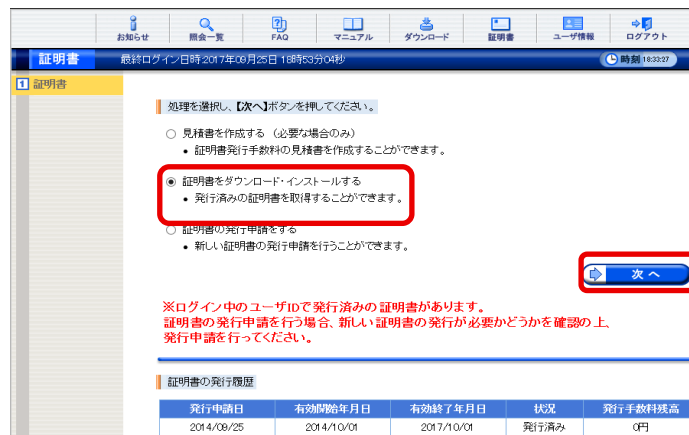 お知らせ 照会一覧 FAQ マニュアル ダウンロード 証明書 ユーザ情報 ログアウト
証明書 最終ログイン日時:2017年09月25日 18時53分04秒 時刻 18:33:27
1 証明書
処理を選択し、【次へ】ボタンを押してください。
見積書を作成する (必要な場合のみ)
• 証明書発行手数料の見積書を作成することができます。
証明書をダウンロード・インストールする
• 発行済みの証明書を取得することができます。
証明書の発行申請をする
• 新しい証明書の発行申請を行うことができます。
次 へ
※ログイン中のユーザIDで発行済みの証明書があります。
証明書の発行申請を行う場合、新しい証明書の発行が必要かどうかを確認の上、
発行申請を行ってください。
証明書の発行履歴
発行申請日 有効開始年月日 有効終了年月日 状況 発行手数料残高
2014/09/25 2014/10/01 2017/10/01 発行済み 0円